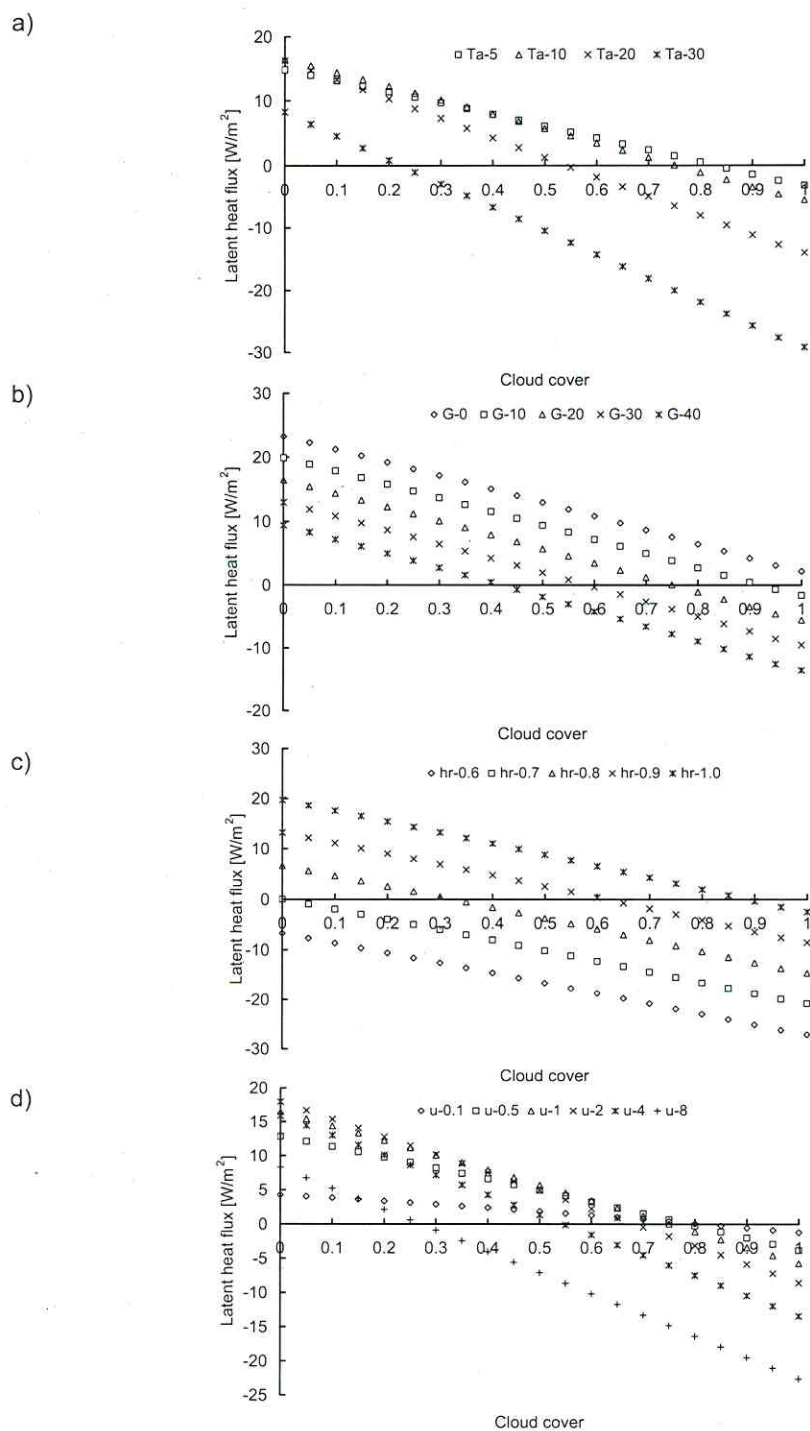 a)
Latent heat flux [W/m²]
20
10
0
-10
-20
-30
Ta-5 Ta-10 Ta-20 Ta-30
0 0.1 0.2 0.3 0.4 0.5 0.6 0.7 0.8 0.9 1
Cloud cover
b)
Latent heat flux [W/m²]
30
20
10
0
-10
-20
G-0 G-10 G-20 G-30 G-40
0 0.1 0.2 0.3 0.4 0.5 0.6 0.7 0.8 0.9 1
Cloud cover
c)
Latent heat flux [W/m²]
30
20
10
0
-10
-20
-30
hr-0.6 hr-0.7 hr-0.8 hr-0.9 hr-1.0
0 0.1 0.2 0.3 0.4 0.5 0.6 0.7 0.8 0.9 1
Cloud cover
d)
Latent heat flux [W/m²]
20
15
10
5
0
-5
-10
-15
-20
-25
u-0.1 u-0.5 u-1 u-2 u-4 u-8
0 0.1 0.2 0.3 0.4 0.5 0.6 0.7 0.8 0.9 1
Cloud cover